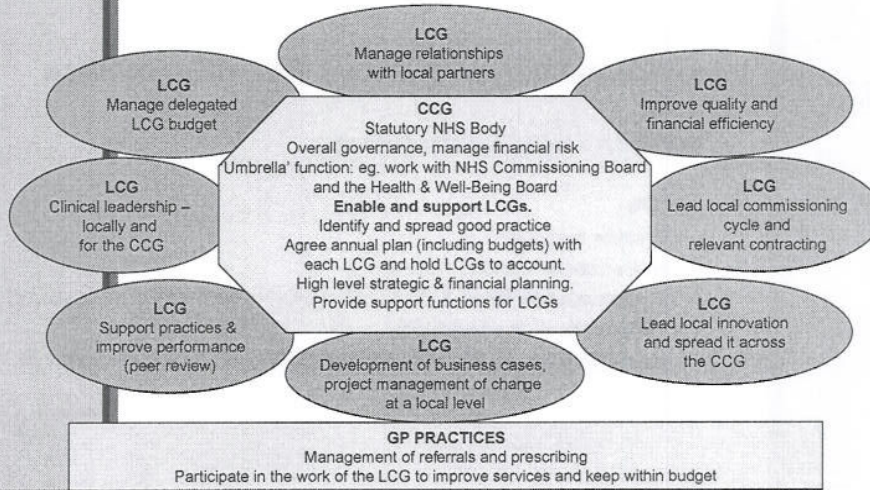 LCG
Manage relationships
with local partners
LCG
Manage delegated
LCG budget
LCG
Improve quality and
financial efficiency
CCG
Statutory NHS Body
Overall governance, manage financial risk
Umbrella' function: eg. work with NHS Commissioning Board
and the Health & Well-Being Board
Enable and support LCGs.
Identify and spread good practice
Agree annual plan (including budgets) with
each LCG and hold LCGs to account.
High level strategic & financial planning.
Provide support functions for LCGs
LCG
Clinical leadership –
locally and
for the CCG
LCG
Lead local commissioning
cycle and
relevant contracting
LCG
Support practices &
improve performance
(peer review)
LCG
Development of business cases,
project management of change
at a local level
LCG
Lead local innovation
and spread it across
the CCG
GP PRACTICES
Management of referrals and prescribing
Participate in the work of the LCG to improve services and keep within budget